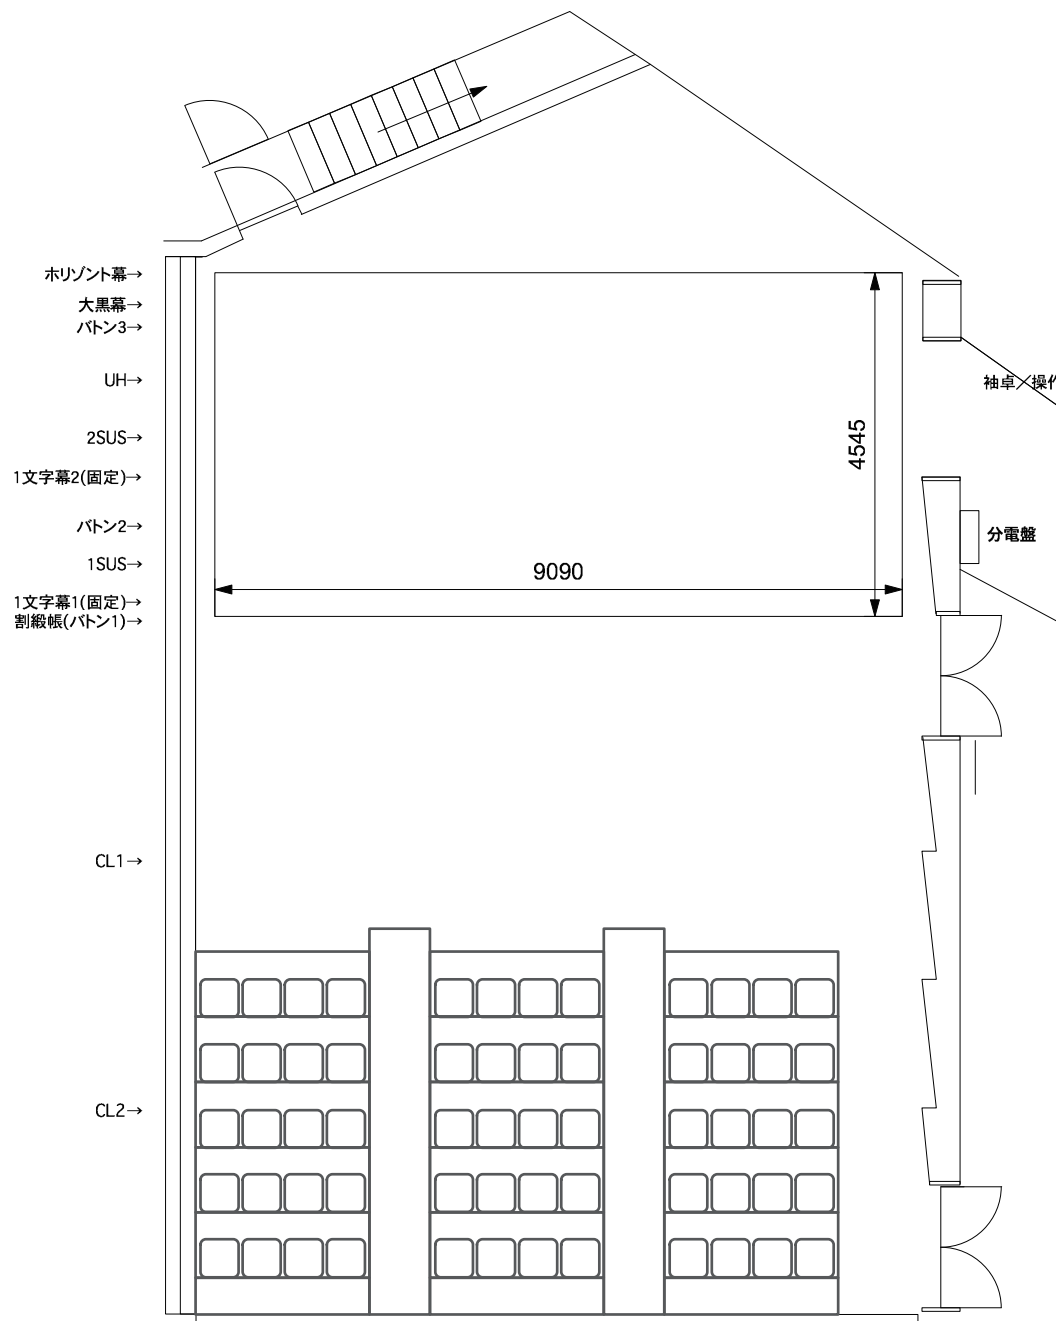 ホリゾント幕→
大黒幕→
バトン3→
UH→
袖卓／操作
2SUS→
4545
1文字幕2(固定)→
バトン2→
分電盤
1SUS→
9090
1文字幕1(固定)→
割緞帳(バトン1)→
CL1→
CL2→